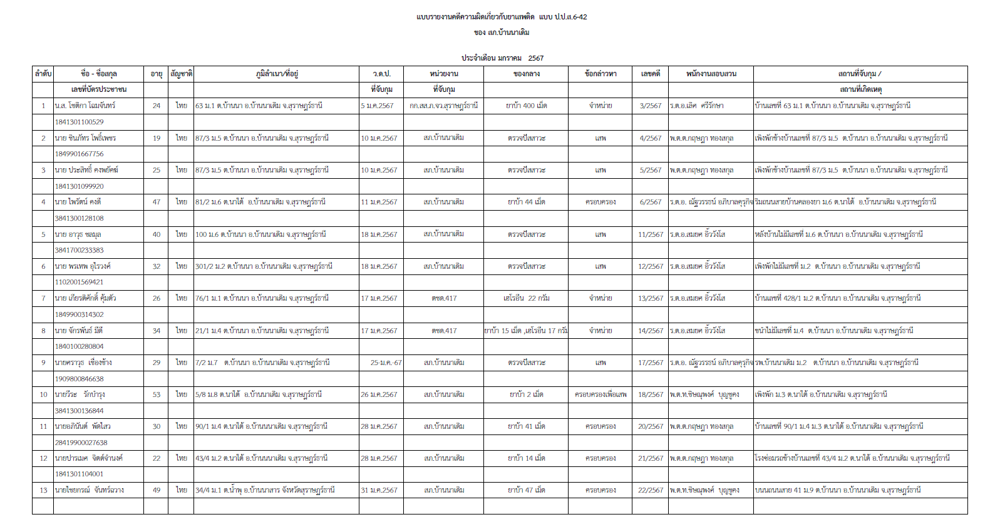 แบบรายงานคดีความผิดเกี่ยวกับยาเสพติด แบบ ป.ป.ส.6-42
ของ สภ.บ้านนาเดิม
ประจำเดือน มกราคม 2567
ลำดับ ชื่อ - ชื่อสกุล อายุ สัญชาติ ภูมิลำเนา/ที่อยู่ ว.ด.ป. หน่วยงาน ของกลาง ข้อกล่าวหา เลขคดี พนักงานสอบสวน สถานที่จับกุม /
เลขที่บัตรประชาชน ที่จับกุม ที่จับกุม สถานที่เกิดเหตุ
1 น.ส. โชติกา โฉมจันทร์ 24 ไทย 63 ม.1 ต.บ้านนา อ.บ้านนาเดิม จ.สุราษฎร์ธานี 5 ม.ค.2567 กก.สส.ภ.จว.สุราษฎร์ธานี ยาบ้า 400 เม็ด จำหน่าย 3/2567 ร.ต.อ.เลิศ ศรีรักษา บ้านเลขที่ 63 ม.1 ต.บ้านนา อ.บ้านนาเดิม จ.สุราษฎร์ธานี
1841301100529
2 นาย ชินภัทร โพธิ์เพชร 19 ไทย 87/3 ม.5 ต.บ้านนา อ.บ้านนาเดิม จ.สุราษฎร์ธานี 10 ม.ค.2567 สภ.บ้านนาเดิม ตรวจปัสสาวะ เสพ 4/2567 พ.ต.ต.กฤษฎา ทองสกุล เพิงพักข้างบ้านเลขที่ 87/3 ม.5 ต.บ้านนา อ.บ้านนาเดิม จ.สุราษฎร์ธานี
1849901667756
3 นาย ประสิทธิ์ คงพยัคฆ์ 25 ไทย 87/3 ม.5 ต.บ้านนา อ.บ้านนาเดิม จ.สุราษฎร์ธานี 10 ม.ค.2567 สภ.บ้านนาเดิม ตรวจปัสสาวะ เสพ 5/2567 พ.ต.ต.กฤษฎา ทองสกุล เพิงพักข้างบ้านเลขที่ 87/3 ม.5 ต.บ้านนา อ.บ้านนาเดิม จ.สุราษฎร์ธานี
1841301099920
4 นาย ไพรัตน์ คงดี 47 ไทย 81/2 ม.6 ต.นาใต้ อ.บ้านนาเดิม จ.สุราษฎร์ธานี 11 ม.ค.2567 สภ.บ้านนาเดิม ยาบ้า 44 เม็ด ครอบครอง 6/2567 ร.ต.อ. ณัฐวรรธน์ อภิบาลคุรุกิจ ริมถนนสายบ้านคลองยา ม.6 ต.นาใต้ อ.บ้านนาเดิม จ.สุราษฎร์ธานี
3841300128108
5 นาย อาวุธ ชลมุล 40 ไทย 100 ม.6 ต.บ้านนา อ.บ้านนาเดิม จ.สุราษฎร์ธานี 18 ม.ค.2567 สภ.บ้านนาเดิม ตรวจปัสสาวะ เสพ 11/2567 ร.ต.อ.สมยศ อิ้ววังโส หลังบ้านไม่มีเลขที่ ม.6 ต.บ้านนา อ.บ้านนาเดิม จ.สุราษฎร์ธานี
3841700233383
6 นาย พรเทพ อุไรวงศ์ 32 ไทย 301/2 ม.2 ต.บ้านนา อ.บ้านนาเดิม จ.สุราษฎร์ธานี 18 ม.ค.2567 สภ.บ้านนาเดิม ตรวจปัสสาวะ เสพ 12/2567 ร.ต.อ.สมยศ อิ้ววังโส เพิงพักไม่มีเลขที่ ม.2 ต.บ้านนา อ.บ้านนาเดิม จ.สุราษฎร์ธานี
1102001569421
7 นาย เกียรติศักดิ์ คุ้มตัว 26 ไทย 76/1 ม.1 ต.บ้านนา อ.บ้านนาเดิม จ.สุราษฎร์ธานี 17 ม.ค.2567 ตชด.417 เฮโรอีน 22 กรัม จำหน่าย 13/2567 ร.ต.อ.สมยศ อิ้ววังโส บ้านเลขที่ 428/1 ม.2 ต.บ้านนา อ.บ้านนาเดิม จ.สุราษฎร์ธานี
1849900314302
8 นาย จักรพันธ์ มีดี 34 ไทย 21/1 ม.4 ต.บ้านนา อ.บ้านนาเดิม จ.สุราษฎร์ธานี 17 ม.ค.2567 ตชด.417 ยาบ้า 15 เม็ด ,เฮโรอีน 17 กรัม จำหน่าย 14/2567 ร.ต.อ.สมยศ อิ้ววังโส ขนำไม่มีเลขที่ ม.4 ต.บ้านนา อ.บ้านนาเดิม จ.สุราษฎร์ธานี
1840100280804
9 นายศราวุธ เชื่องช้าง 29 ไทย 7/2 ม.7 ต.บ้านนา อ.บ้านนาเดิม จ.สุราษฎร์ธานี 25-ม.ค.-67 สภ.บ้านนาเดิม ตรวจปัสสาวะ เสพ 17/2567 ร.ต.อ. ณัฐวรรธน์ อภิบาลคุรุกิจ รพ.บ้านนาเดิม ม.2 ต.บ้านนา อ.บ้านนาเดิม จ.สุราษฎร์ธานี
1909800846638
10 นายวีระ รักบำรุง 53 ไทย 5/8 ม.8 ต.นาใต้ อ.บ้านนาเดิม จ.สุราษฎร์ธานี 26 ม.ค.2567 สภ.บ้านนาเดิม ยาบ้า 2 เม็ด ครอบครองเพื่อเสพ 18/2567 พ.ต.ท.ชิษณุพงศ์ บุญชูคง เพิงพัก ม.3 ต.นาใต้ อ.บ้านนาเดิม จ.สุราษฎร์ธานี
3841300136844
11 นายอภินันต์ พัดไสว 30 ไทย 90/1 ม.4 ต.นาใต้ อ.บ้านนนาเดิม จ.สุราษฎร์ธานี 28 ม.ค.2567 สภ.บ้านนาเดิม ยาบ้า 41 เม็ด ครอบครอง 20/2567 พ.ต.ต.กฤษฎา ทองสกุล บ้านเลขที่ 90/1 ม.4 ม.3 ต.นาใต้ อ.บ้านนาเดิม จ.สุราษฎร์ธานี
28419900027638
12 นายปารเมศ จิตต์จำนงค์ 22 ไทย 43/4 ม.2 ต.นาใต้ อ.บ้านนนาเดิม จ.สุราษฎร์ธานี 28 ม.ค.2567 สภ.บ้านนาเดิม ยาบ้า 14 เม็ด ครอบครอง 21/2567 พ.ต.ต.กฤษฎา ทองสกุล โรงซ่อมรถข้างบ้านเลขที่ 43/4 ม.2 ต.นาใต้ อ.บ้านนาเดิม จ.สุราษฎร์ธานี
1841301104001
13 นายไชยกรณ์ จันทร์ฉวาง 49 ไทย 34/4 ม.1 ต.น้ำพุ อ.บ้านนาสาร จังหวัดสุราษฎร์ธานี 31 ม.ค.2567 สภ.บ้านนาเดิม ยาบ้า 47 เม็ด ครอบครอง 22/2567 พ.ต.ท.ชิษณุพงศ์ บุญชูคง บนนถนนสาย 41 ม.9 ต.บ้านนา อ.บ้านนาเดิม จ.สุราษฎร์ธานี